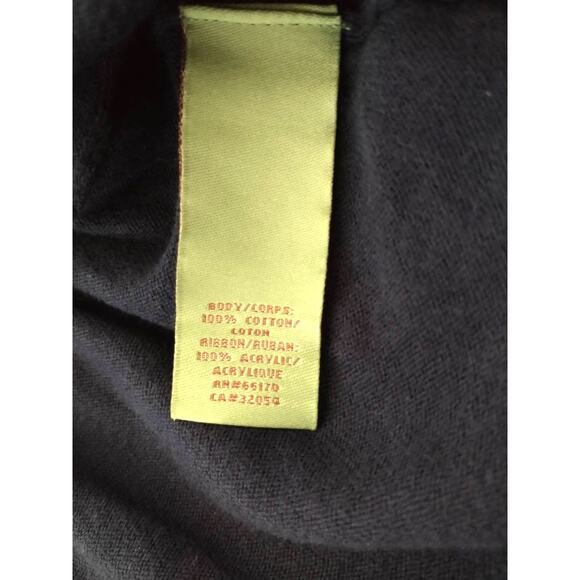 BODY/CORPS:
100% COTTON/
COTON
RIBBON/RUBAN:
100% ACRYLIC/
ACRYLIQUE
RN#66170
CA#32054